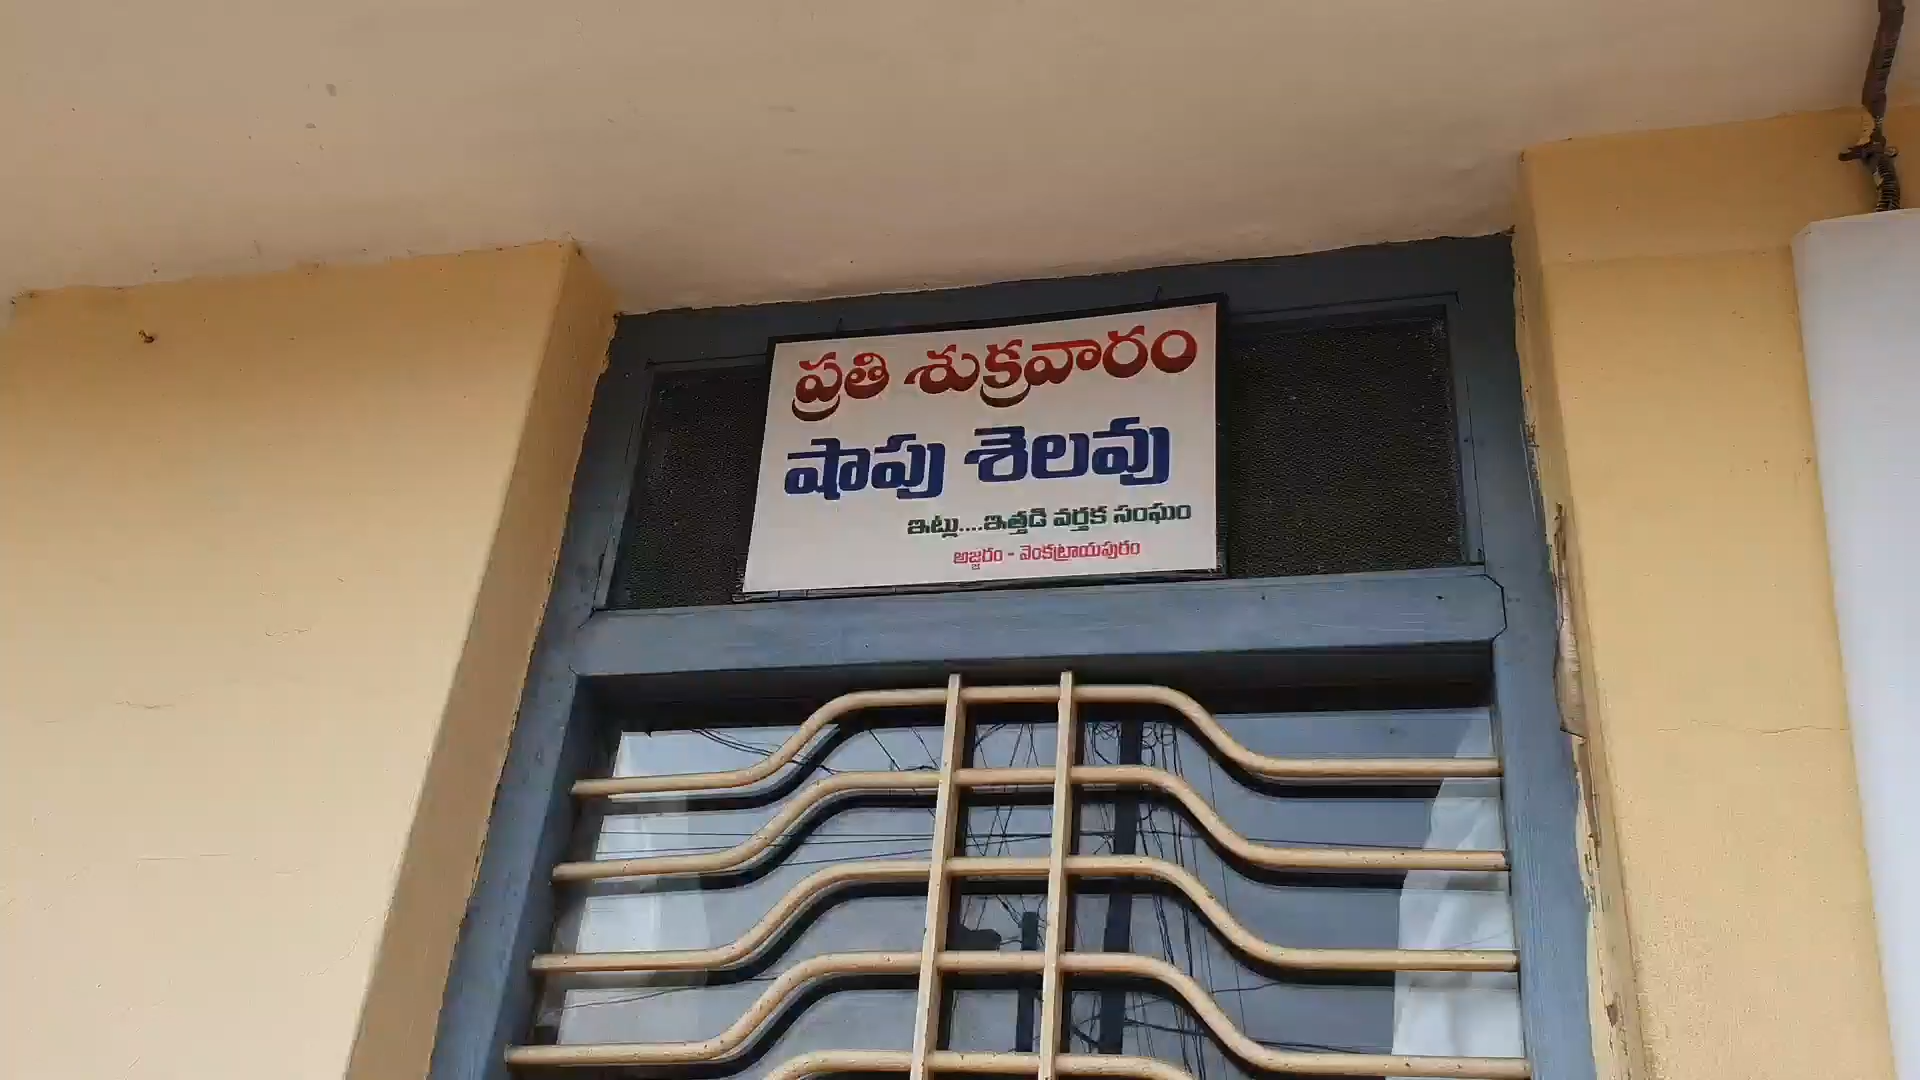 ప్రతి శుక్రవారం
షాపు శెలవు
ఇట్లు....ఇత్తడి వర్తక సంఘం
అజ్జరం - వెంకట్రాయపురం